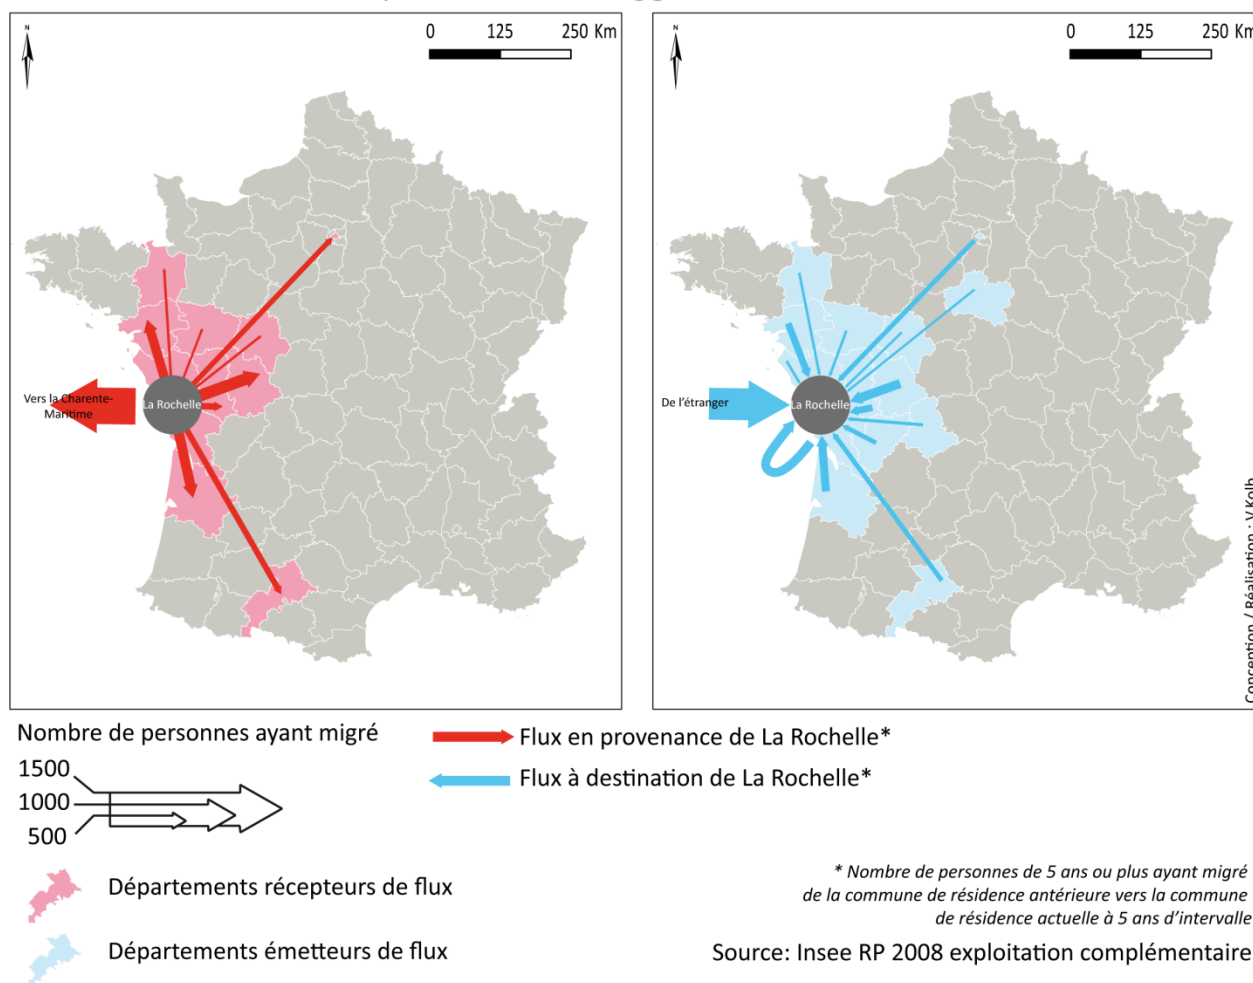 N
0 125 250 Km
Vers la Charente-
Maritime
La Rochelle
N
0 125 250 Km
De l'étranger
La Rochelle
Conception / Réalisation : V.Kolb
Nombre de personnes ayant migré
1500
1000
500
Flux en provenance de La Rochelle*
Flux à destination de La Rochelle*
Départements récepteurs de flux
Départements émetteurs de flux
* Nombre de personnes de 5 ans ou plus ayant migré
de la commune de résidence antérieure vers la commune
de résidence actuelle à 5 ans d'intervalle
Source: Insee RP 2008 exploitation complémentaire